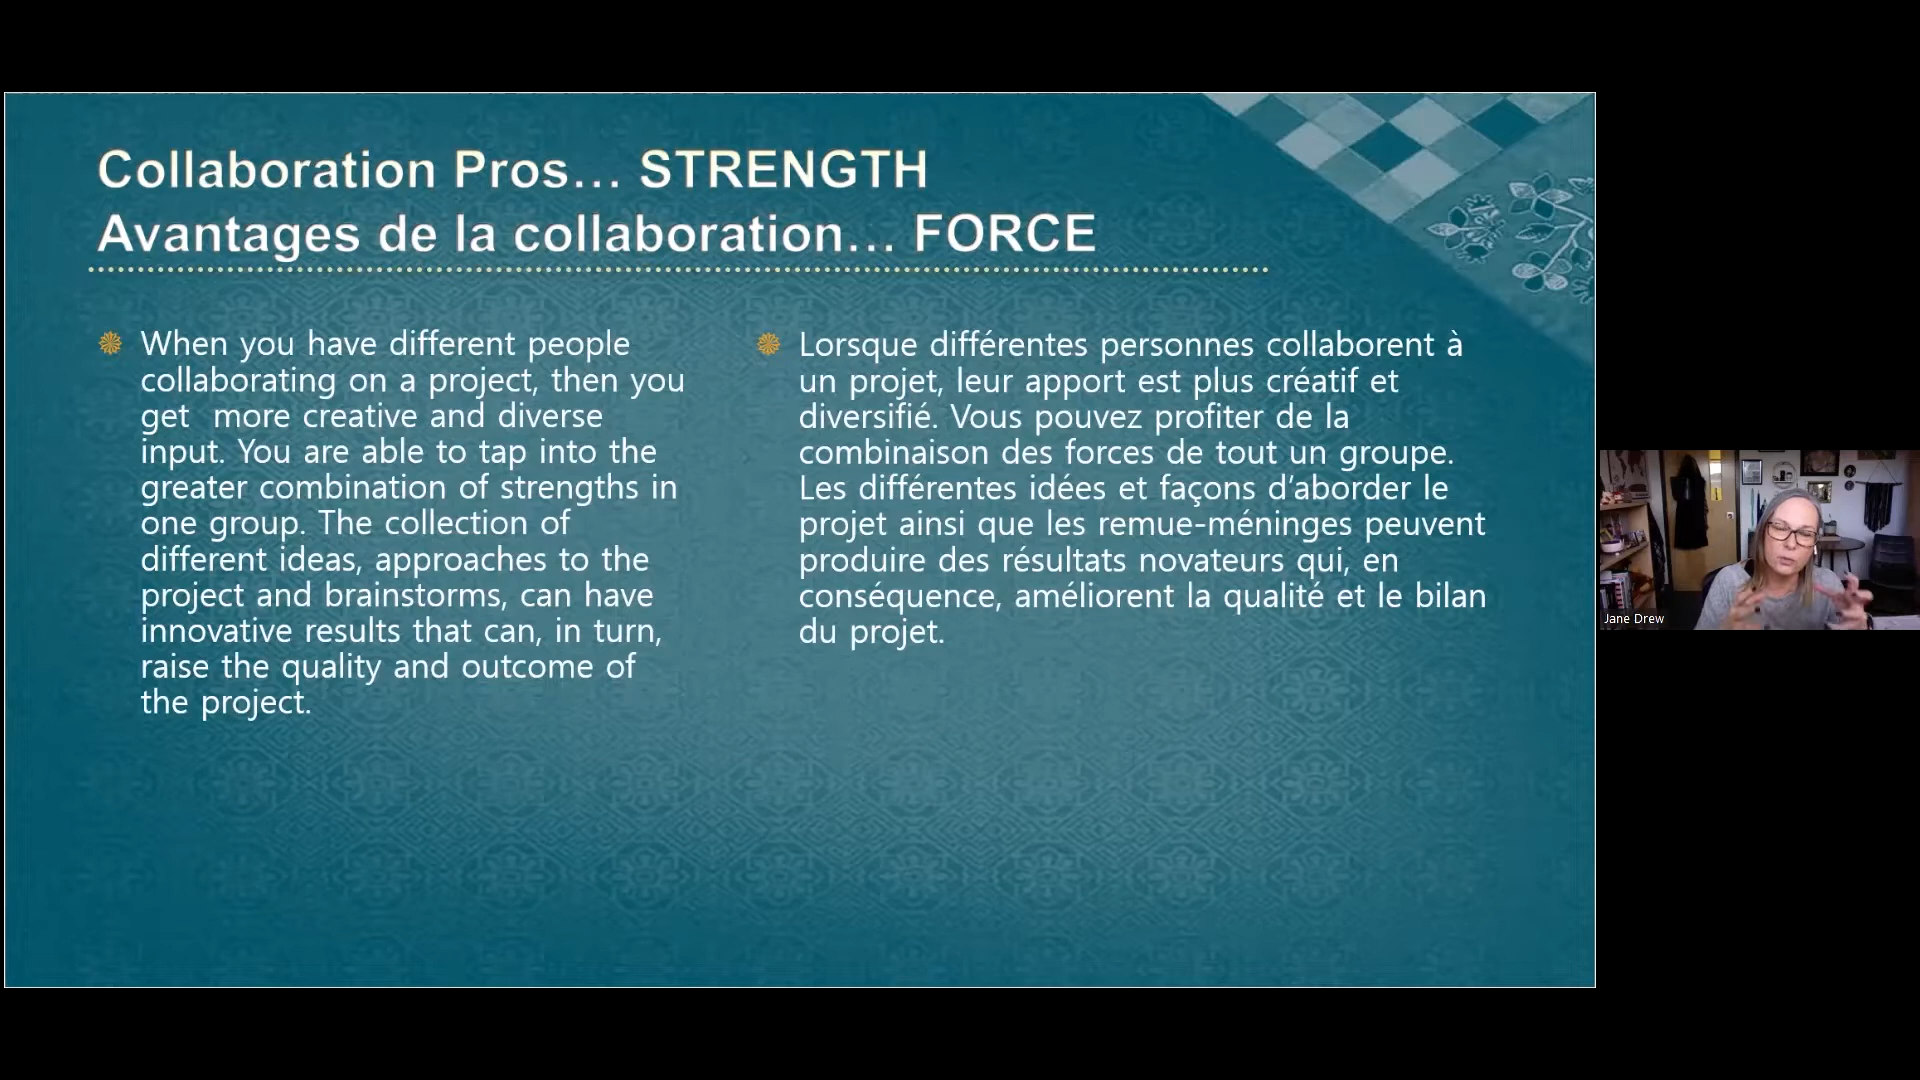 Collaboration Pros… STRENGTH
Avantages de la collaboration… FORCE
When you have different people
collaborating on a project, then you
get  more creative and diverse
input. You are able to tap into the
greater combination of strengths in
one group. The collection of
different ideas, approaches to the
project and brainstorms, can have
innovative results that can, in turn,
raise the quality and outcome of
the project.
Lorsque différentes personnes collaborent à
un projet, leur apport est plus créatif et
diversifié. Vous pouvez profiter de la
combinaison des forces de tout un groupe.
Les différentes idées et façons d’aborder le
projet ainsi que les remue-méninges peuvent
produire des résultats novateurs qui, en
conséquence, améliorent la qualité et le bilan
du projet.
Jane Drew